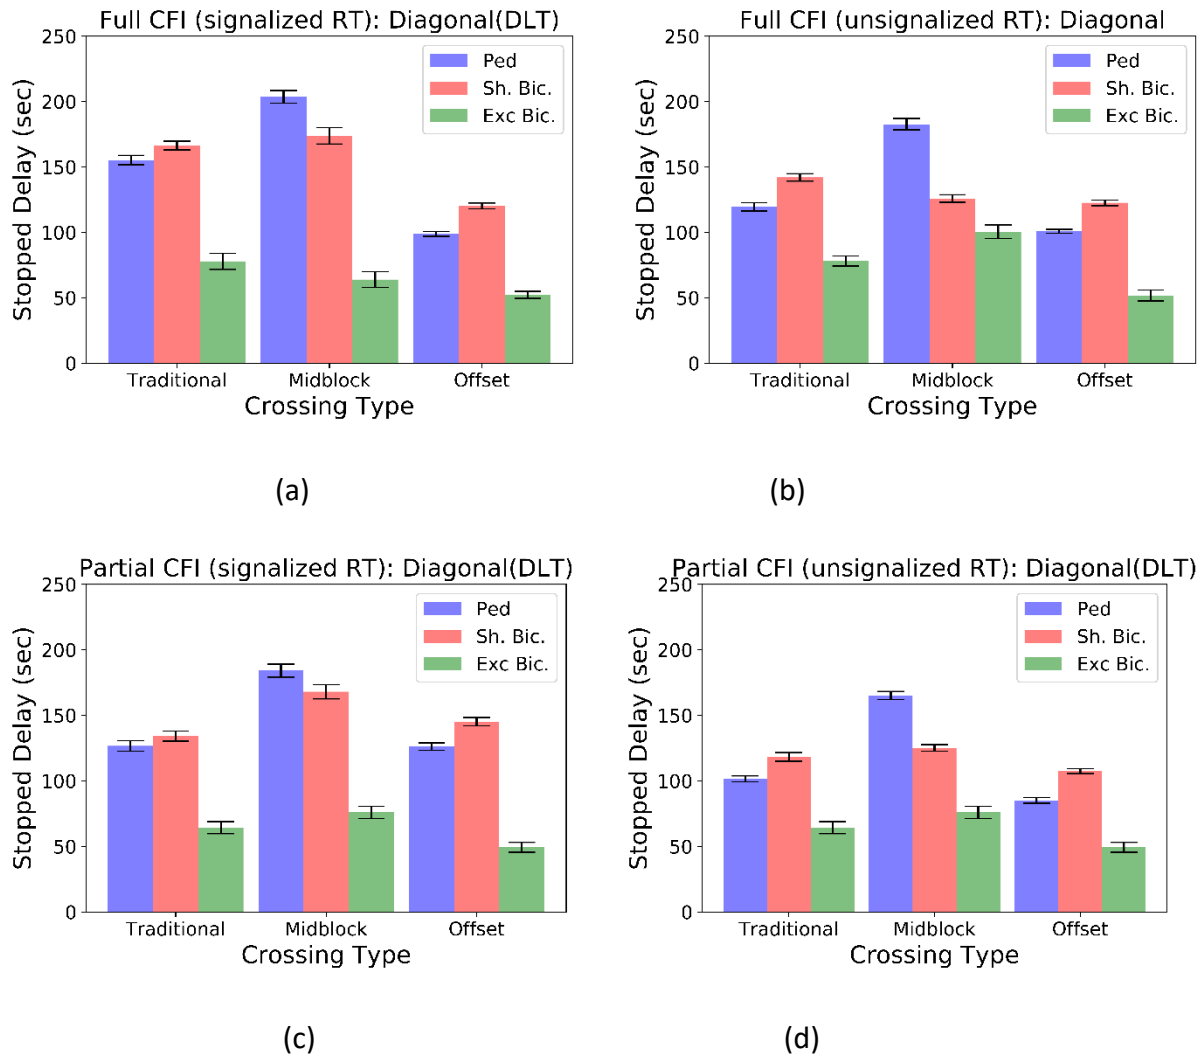 Full CFI (signalized RT): Diagonal(DLT)
250
200
150
100
50
0
Stopped Delay (sec)
Ped
Sh. Bic.
Exc Bic.
Traditional Midblock Offset
Crossing Type
(a)
Full CFI (unsignalized RT): Diagonal
250
200
150
100
50
0
Stopped Delay (sec)
Ped
Sh. Bic.
Exc Bic.
Traditional Midblock Offset
Crossing Type
(b)
Partial CFI (signalized RT): Diagonal(DLT)
250
200
150
100
50
0
Stopped Delay (sec)
Ped
Sh. Bic.
Exc Bic.
Traditional Midblock Offset
Crossing Type
(c)
Partial CFI (unsignalized RT): Diagonal(DLT)
250
200
150
100
50
0
Stopped Delay (sec)
Ped
Sh. Bic.
Exc Bic.
Traditional Midblock Offset
Crossing Type
(d)